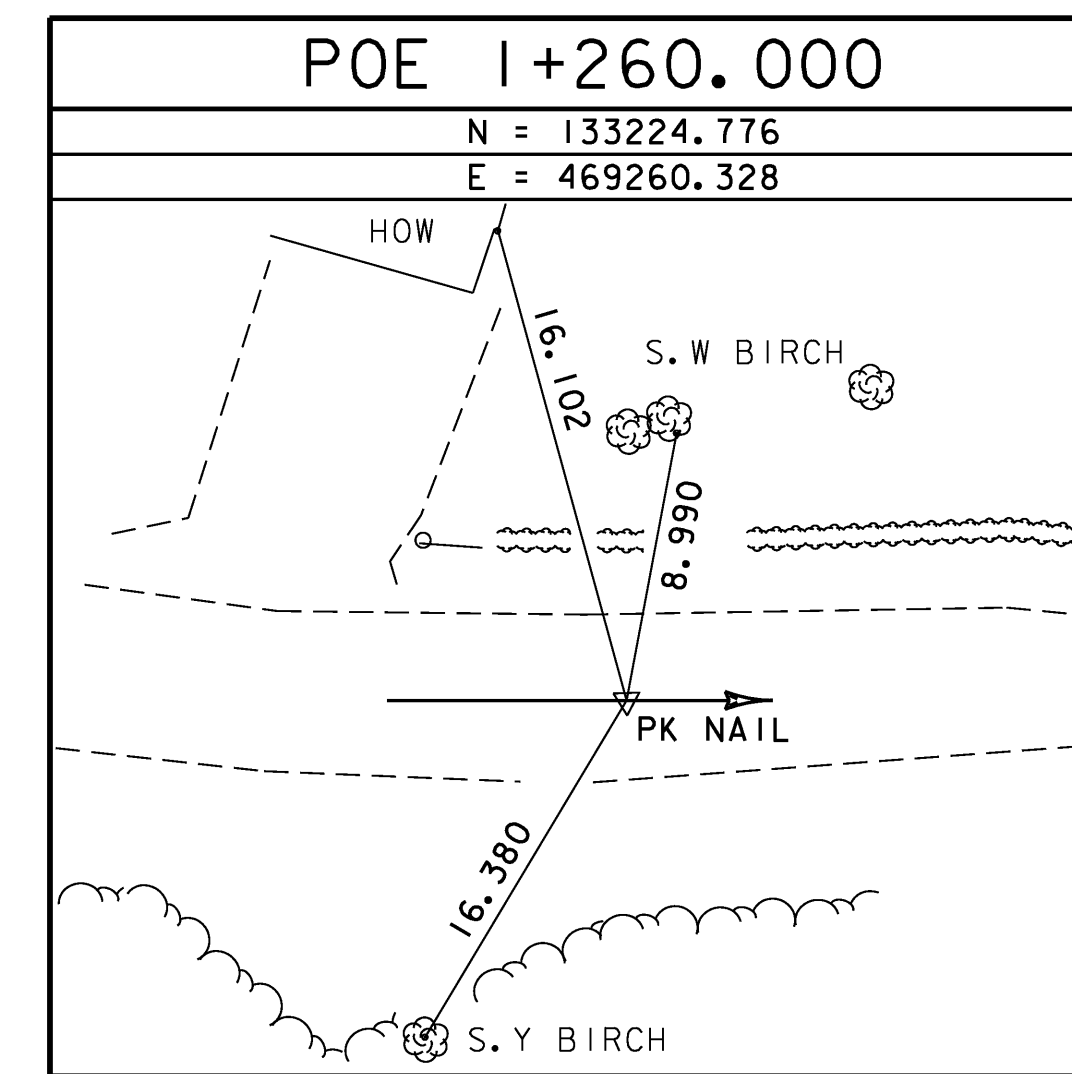 POE 1+260.000
N = 133224.776
E = 469260.328
HOW
16.102
S.W BIRCH
8.990
PK NAIL
16.380
S.Y BIRCH